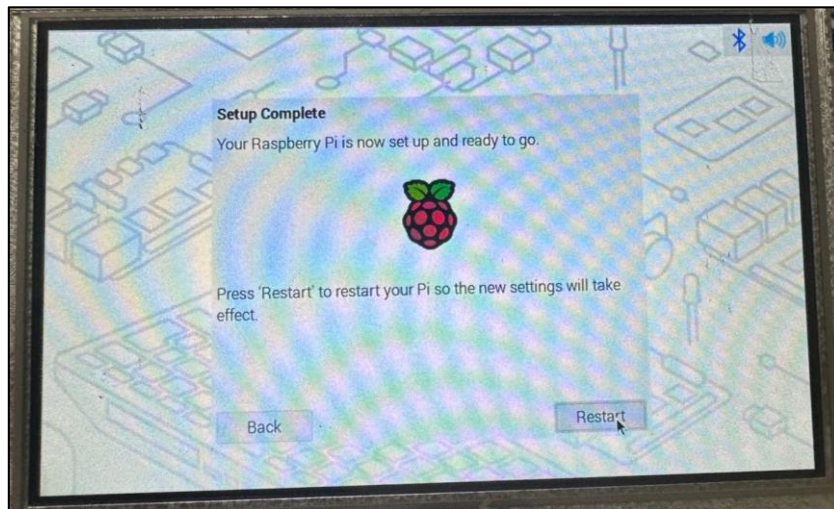 Setup Complete
Your Raspberry Pi is now set up and ready to go.
Press 'Restart' to restart your Pi so the new settings will take
effect.
Back
Restart